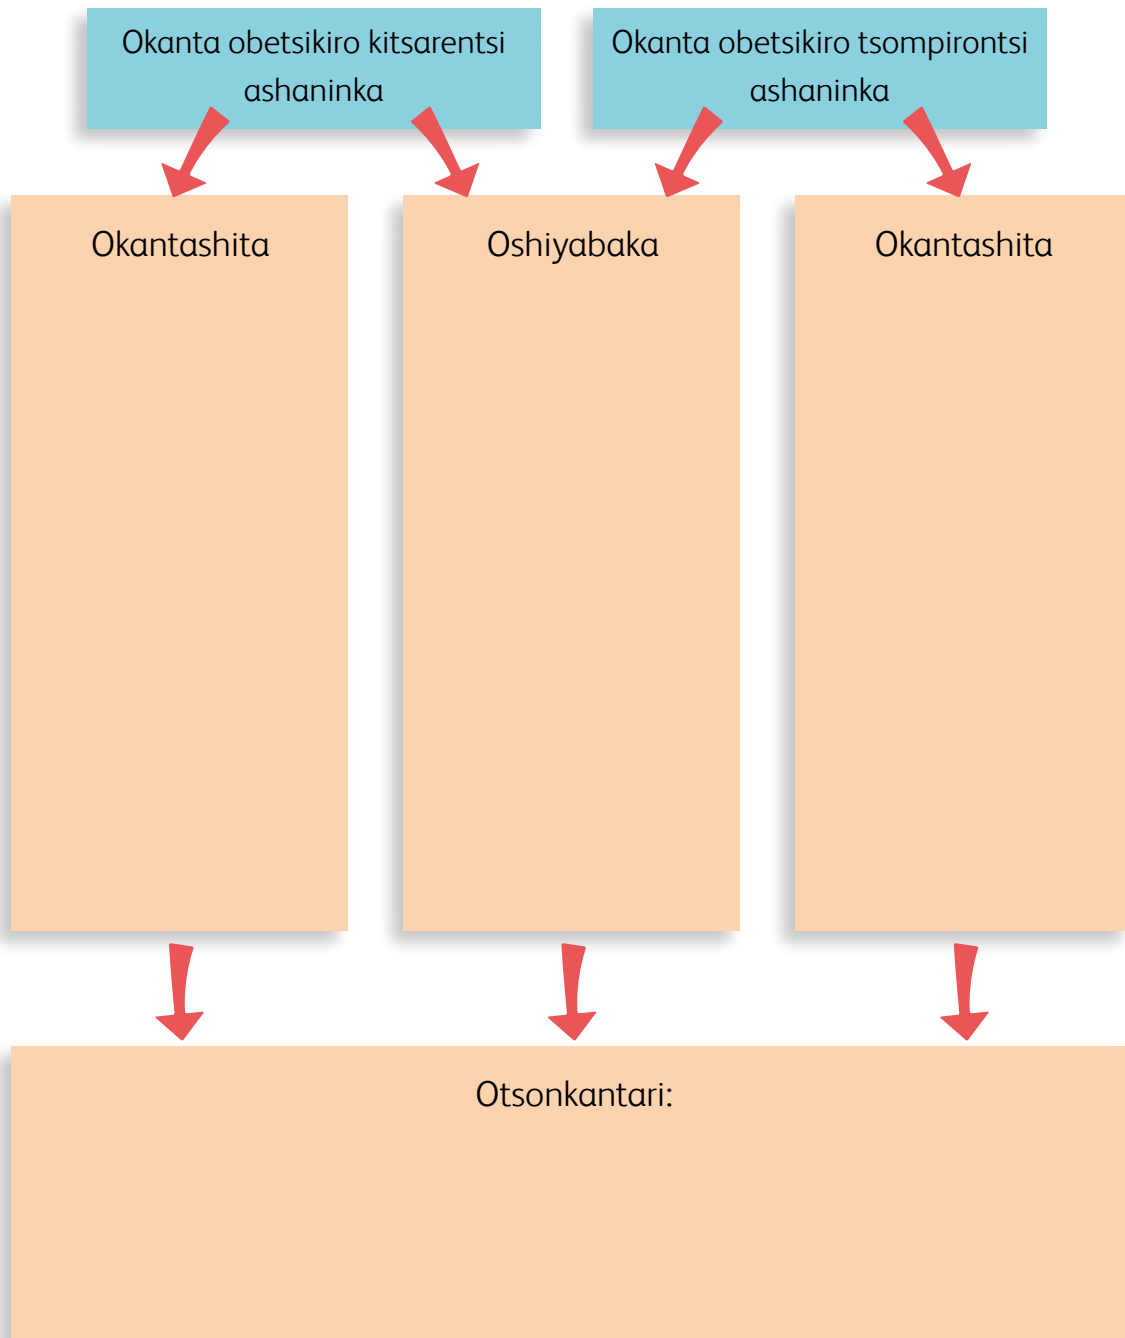 Okanta obetsikiro kitsarentsi
ashaninka
Okanta obetsikiro tsompirontsi
ashaninka
Okantashita
Oshiyabaka
Okantashita
Otsonkantari: